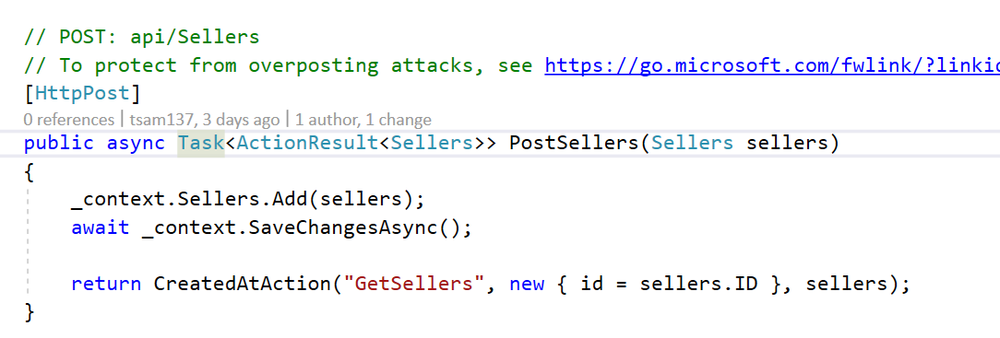 // POST: api/Sellers
// To protect from overposting attacks, see https://go.microsoft.com/fwlink/?linkid
[HttpPost]
0 references | tsam137, 3 days ago | 1 author, 1 change
public async Task<ActionResult<Sellers>> PostSellers(Sellers sellers)
{
_context.Sellers.Add(sellers);
await _context.SaveChangesAsync();
return CreatedAtAction("GetSellers", new { id = sellers.ID }, sellers);
}